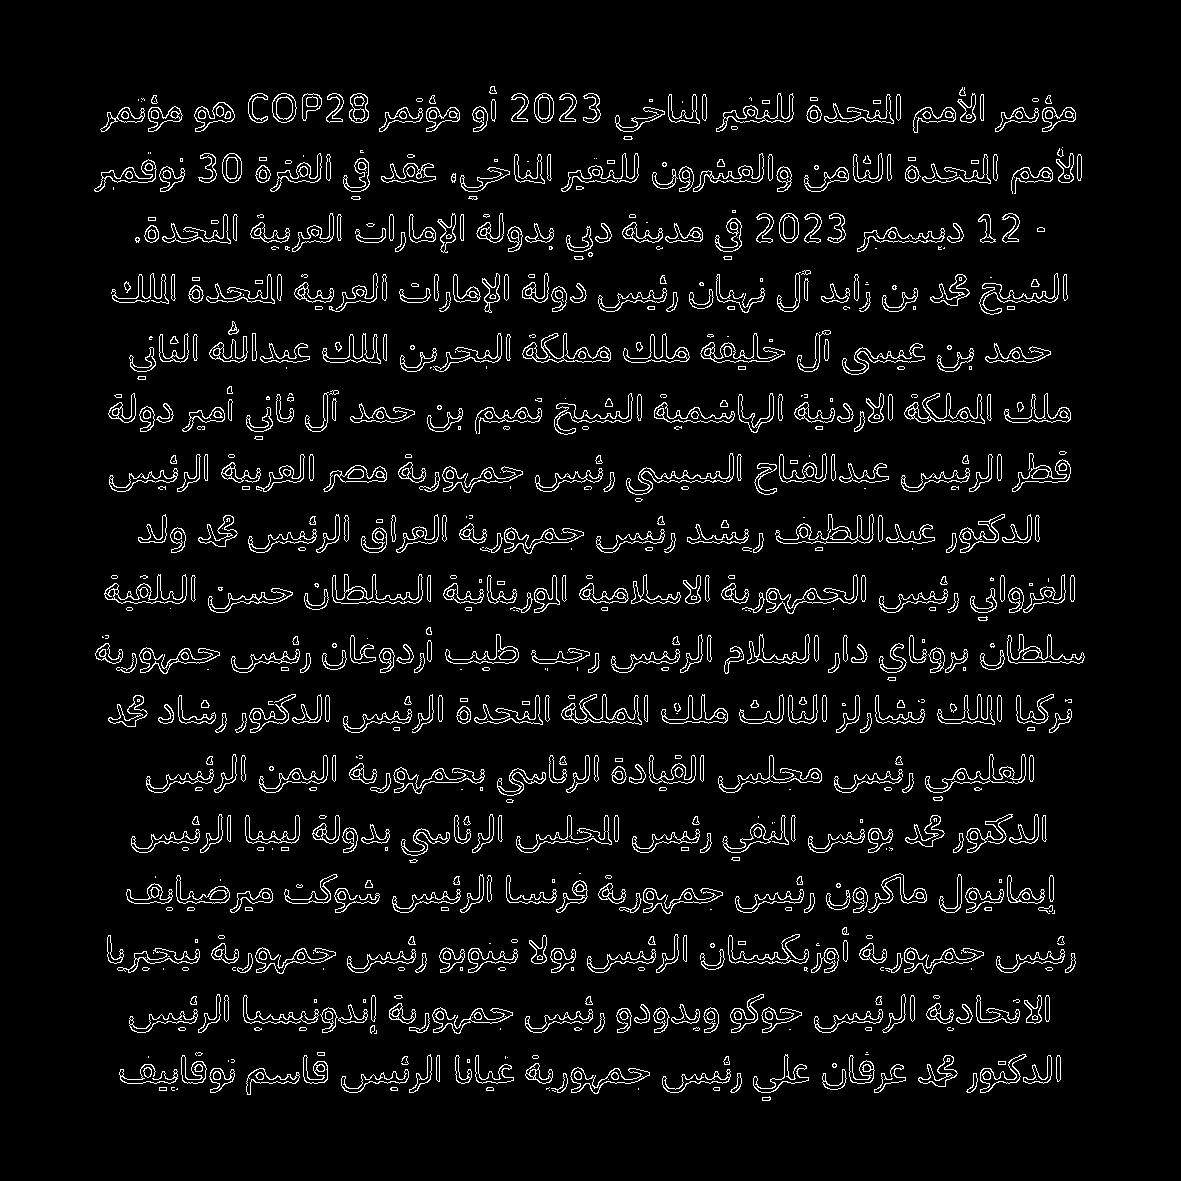 مؤتمر الأمم المتحدة للتغير المناخي 2023 أو مؤتمر COP28 هو مؤتمر
الأمم المتحدة الثامن والعشرون للتغير المناخي، عقد في الفترة 30 نوفمبر
- 12 ديسمبر 2023 في مدينة دبي بدولة الإمارات العربية المتحدة.
الشيخ محمد بن زايد آل نهيان رئيس دولة الإمارات العربية المتحدة الملك
حمد بن عيسى آل خليفة ملك مملكة البحرين الملك عبدالله الثاني
ملك المملكة الاردنية الهاشمية الشيخ تميم بن حمد آل ثاني أمير دولة
قطر الرئيس عبدالفتاح السيسي رئيس جمهورية مصر العربية الرئيس
الدكتور عبداللطيف ريشد رئيس جمهورية العراق الرئيس محمد ولد
الغزواني رئيس الجمهورية الاسلامية الموريتانية السلطان حسن البلقية
سلطان بروناي دار السلام الرئيس رجب طيب أردوغان رئيس جمهورية
تركيا الملك تشارلز الثالث ملك المملكة المتحدة الرئيس الدكتور رشاد محمد
العليمي رئيس مجلس القيادة الرئاسي بجمهورية اليمن الرئيس
الدكتور محمد يونس المنفي رئيس المجلس الرئاسي بدولة ليبيا الرئيس
إيمانيول ماكرون رئيس جمهورية فرنسا الرئيس شوكت ميرضيايف
رئيس جمهورية أوزبكستان الرئيس بولا تينوبو رئيس جمهورية نيجيريا
الاتحادية الرئيس جوكو ويدودو رئيس جمهورية إندونيسيا الرئيس
الدكتور محمد عرفان علي رئيس جمهورية غيانا الرئيس قاسم توقاييف